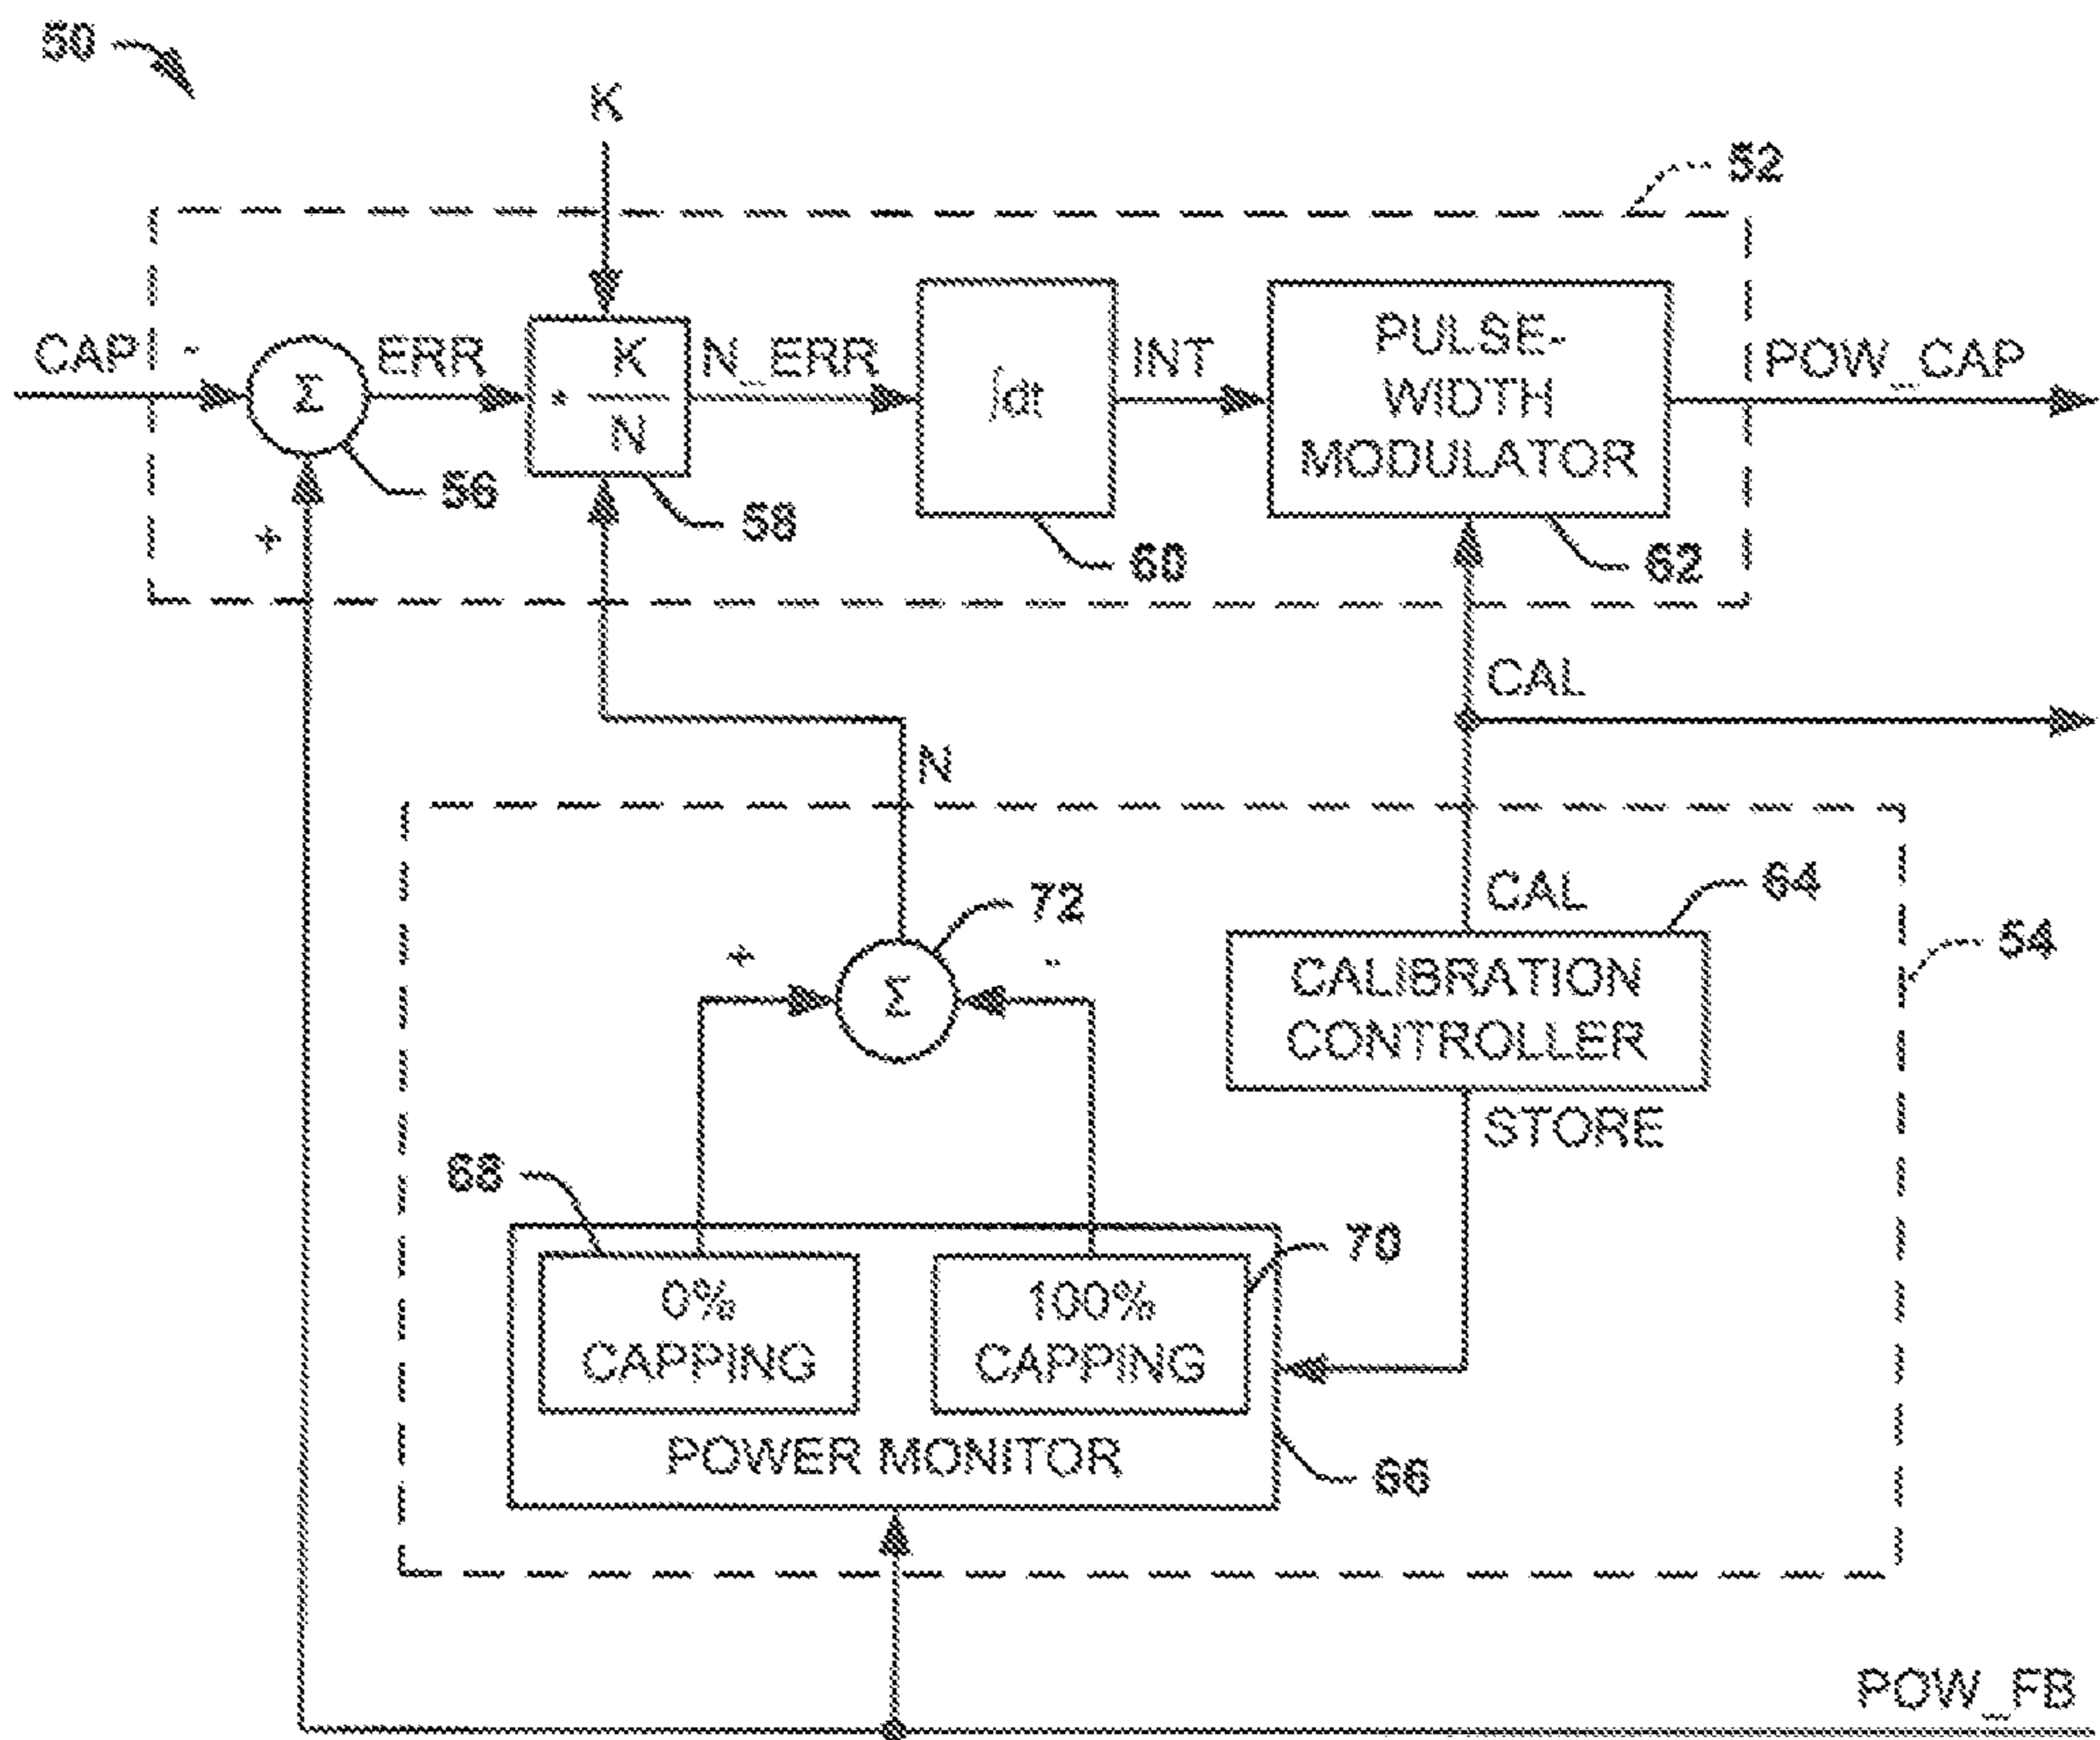 50
K
52
CAP - Σ ERR * K/N N_ERR ∫dt INT
PULSE-
WIDTH
MODULATOR
POW_CAP
+
56
58
60
62
CAL
N
72
CAL
64
54
+
-
Σ
CALIBRATION
CONTROLLER
STORE
68
70
0%
CAPPING
100%
CAPPING
POWER MONITOR
66
POW_FB